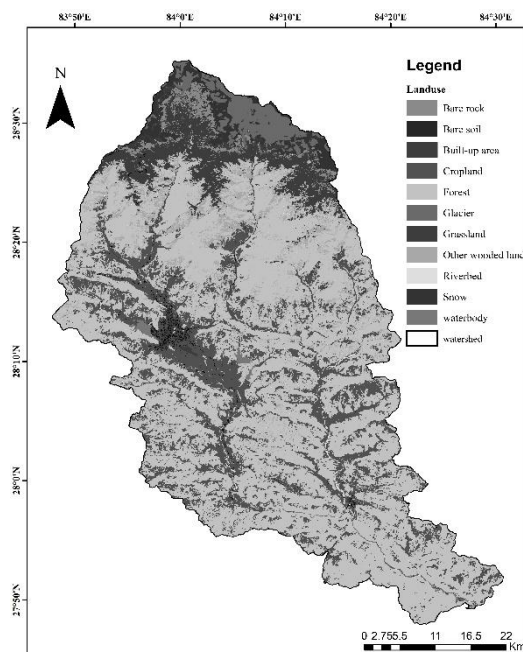 83°50'E 84°0'E 84°10'E 84°20'E 84°30'E
N
28°30'N
28°20'N
28°10'N
28°0'N
27°50'N
Legend
Landuse
Bare rock
Bare soil
Built-up area
Cropland
Forest
Glacier
Grassland
Other wooded land
Riverbed
Snow
waterbody
watershed
0 2.755.5 11 16.5 22
Km